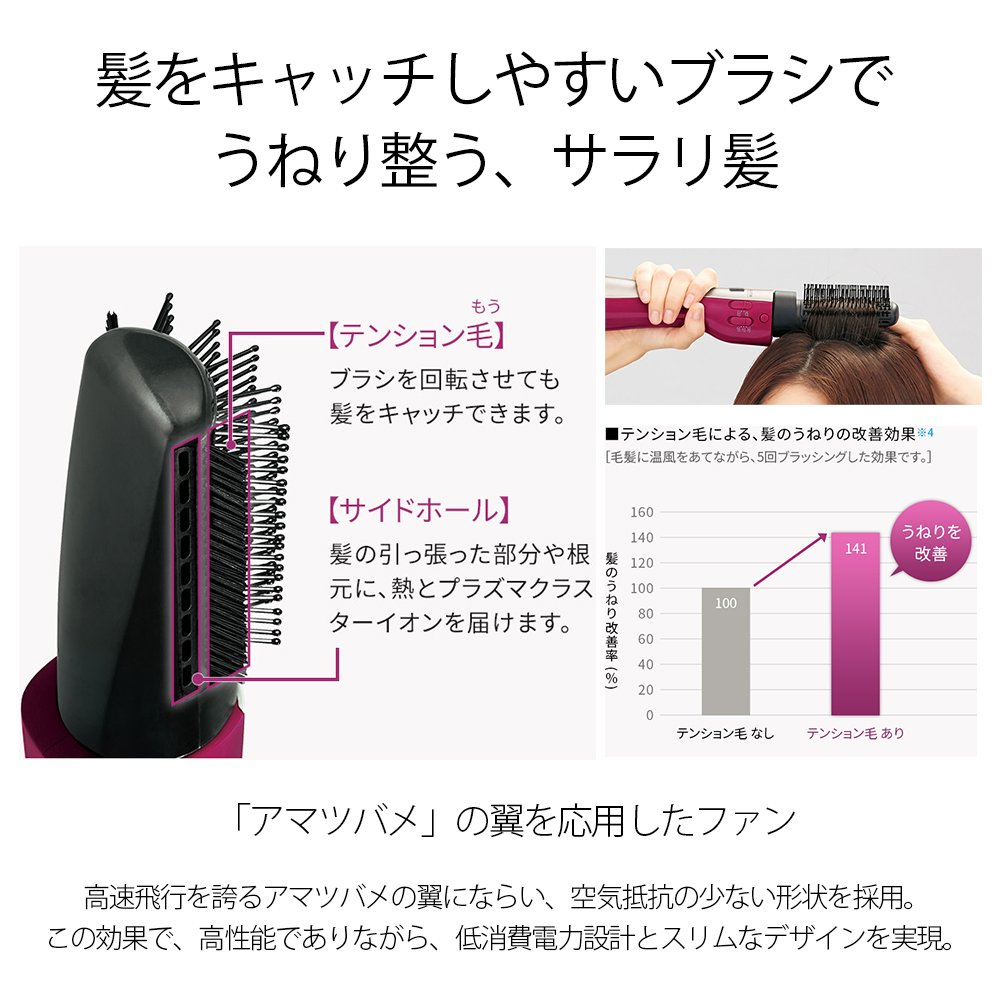 髪をキャッチしやすいブラシで
うねり整う、サラリ髪
もう
【テンション毛】
ブラシを回転させても
髪をキャッチできます。
【サイドホール】
髪の引っ張った部分や根
元に、熱とプラズマクラス
ターイオンを届けます。
■テンション毛による、髪のうねりの改善効果※4
[毛髪に温風をあてながら、5回ブラッシングした効果です。]
髪のうねり改善率(%)
160
140
120
100
80
60
40
20
0
100
141
うねりを
改善
テンション毛 なし
テンション毛 あり
「アマツバメ」の翼を応用したファン
高速飛行を誇るアマツバメの翼にならい、空気抵抗の少ない形状を採用。
この効果で、高性能でありながら、低消費電力設計とスリムなデザインを実現。